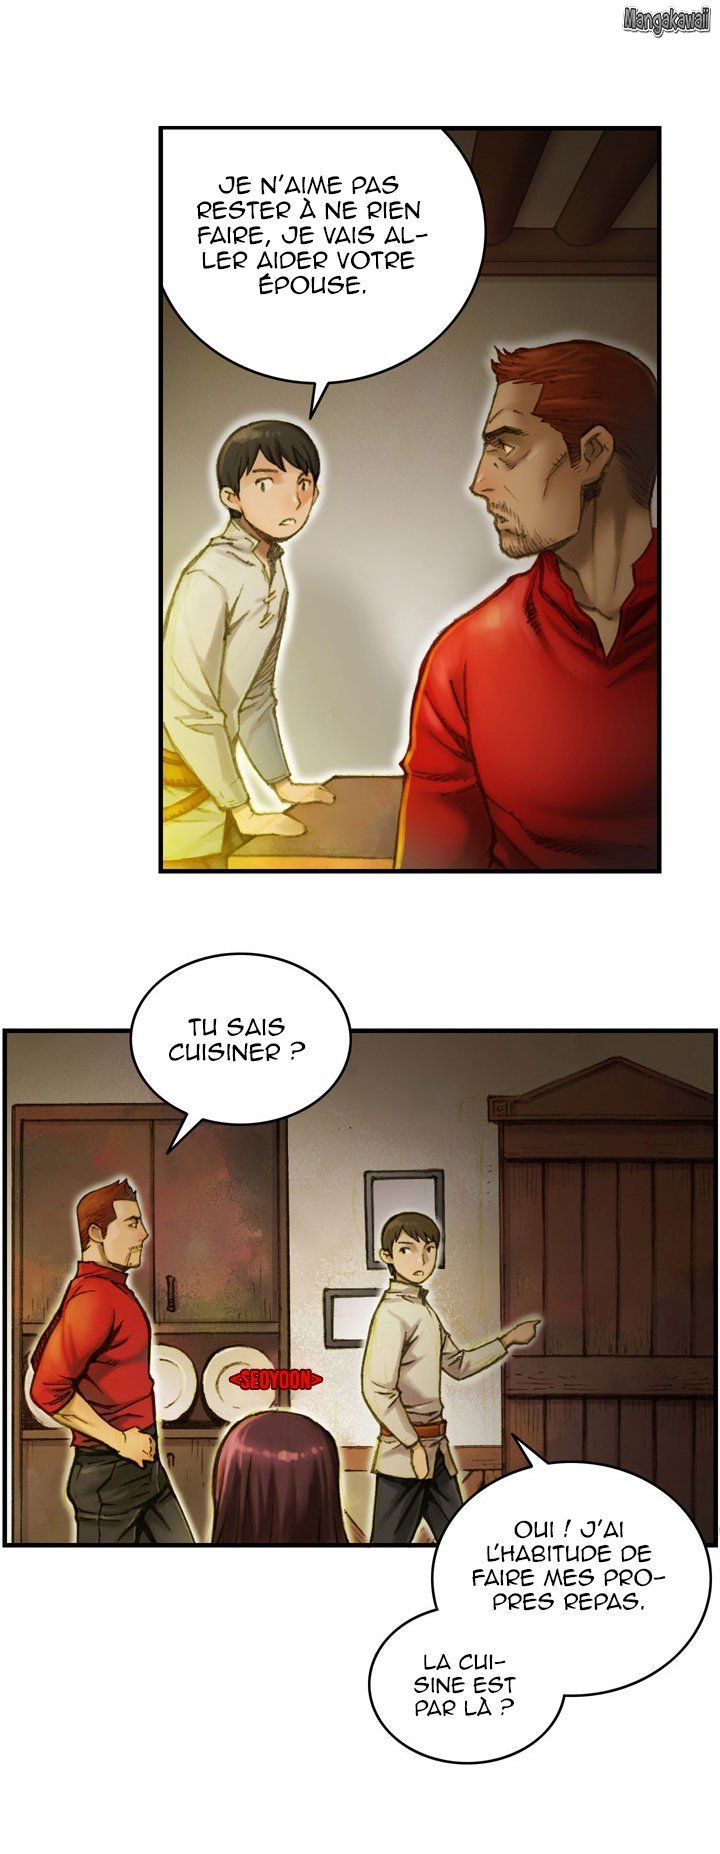 Mangakawaii
JE N'AIME PAS
RESTER À NE RIEN
FAIRE, JE VAIS AL-
LER AIDER VOTRE
ÉPOUSE.
TU SAIS
CUISINER ?
<SEOYOON>
OUI ! J'AI
L'HABITUDE DE
FAIRE MES PRO-
PRES REPAS.
LA CUI-
SINE EST
PAR LÀ ?